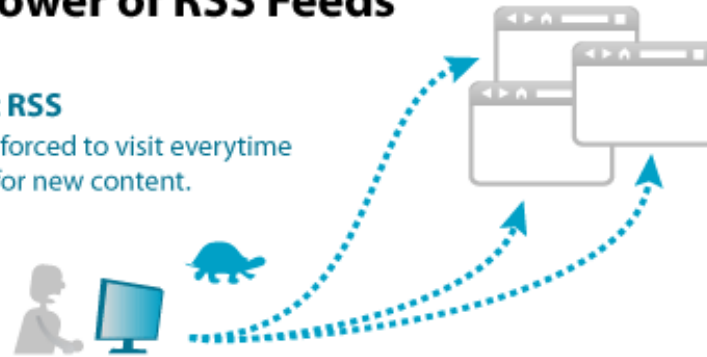 ower of RSS Feeds
RSS
forced to visit everytime
for new content.